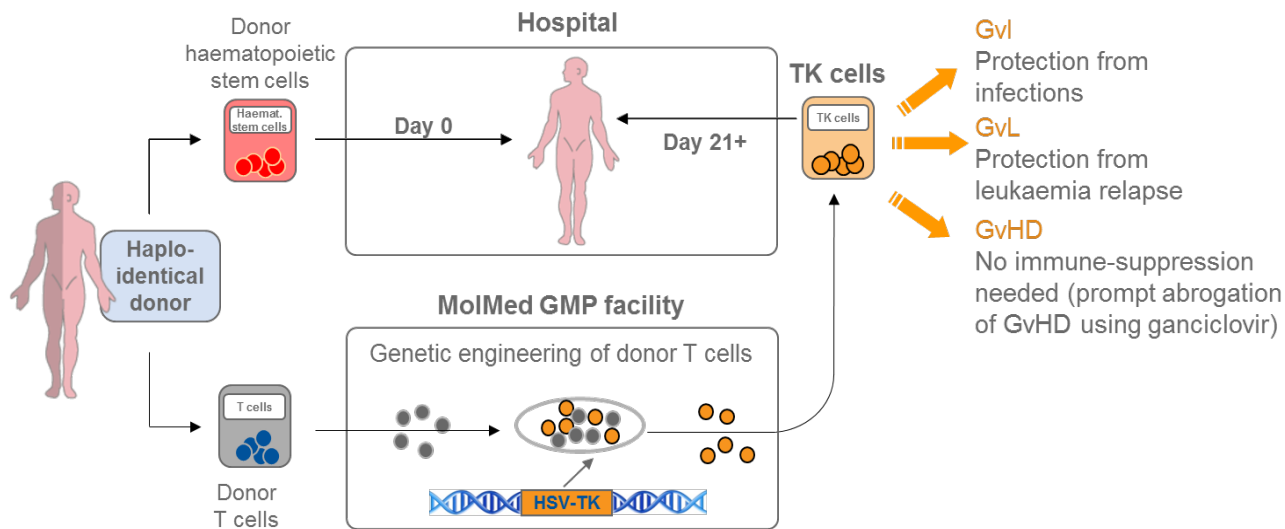 Donor
haematopoietic
stem cells
Haemat.
stem cells
Hospital
Day 0
Day 21+
TK cells
TK cells
GvI
Protection from
infections
GvL
Protection from
leukaemia relapse
GvHD
No immune-suppression
needed (prompt abrogation
of GvHD using ganciclovir)
Haplo-
identical
donor
MolMed GMP facility
Genetic engineering of donor T cells
T cells
HSV-TK
Donor
T cells